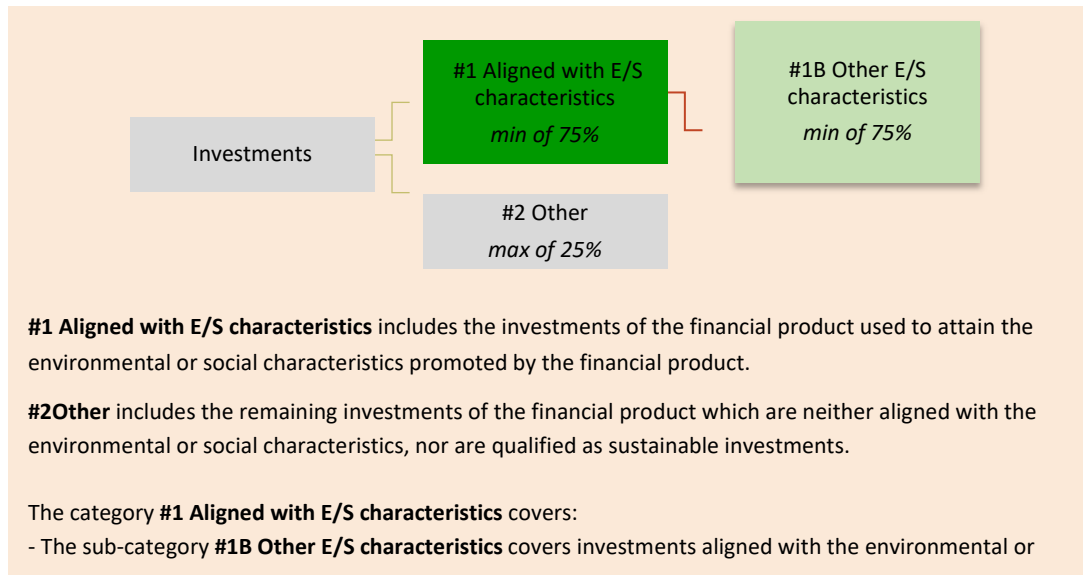 #1 Aligned with E/S
characteristics
min of 75%
#1B Other E/S
characteristics
min of 75%
Investments
#2 Other
max of 25%
#1 Aligned with E/S characteristics includes the investments of the financial product used to attain the
environmental or social characteristics promoted by the financial product.
#2Other includes the remaining investments of the financial product which are neither aligned with the
environmental or social characteristics, nor are qualified as sustainable investments.
The category #1 Aligned with E/S characteristics covers:
- The sub-category #1B Other E/S characteristics covers investments aligned with the environmental or